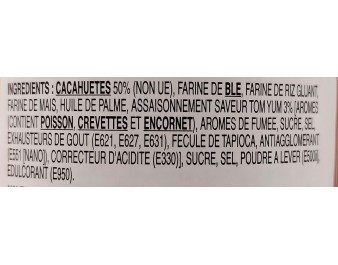 INGREDIENTS : CACAHUETES 50% (NON UE), FARINE DE BLE, FARINE DE RIZ GLUANT,
FARINE DE MAIS, HUILE DE PALME, ASSAISONNEMENT SAVEUR TOM YUM 3% [AROMES
(CONTIENT POISSON, CREVETTES ET ENCORNET), AROMES DE FUMEE, SUCRE, SEL,
EXHAUSTEURS DE GOUT (E621, E627, E631), FECULE DE TAPIOCA, ANTIAGGLOMERANT
(E551 [NANO]), CORRECTEUR D'ACIDITE (E330)], SUCRE, SEL, POUDRE A LEVER (E500II),
EDULCORANT (E950).